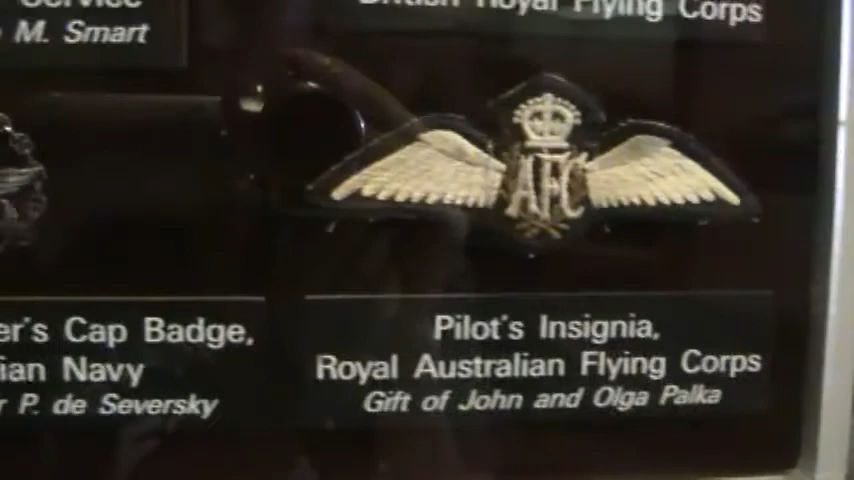 Service
M. Smart
British Royal Flying Corps
AFC
er's Cap Badge,
ian Navy
r P. de Seversky
Pilot's Insignia,
Royal Australian Flying Corps
Gift of John and Olga Palka